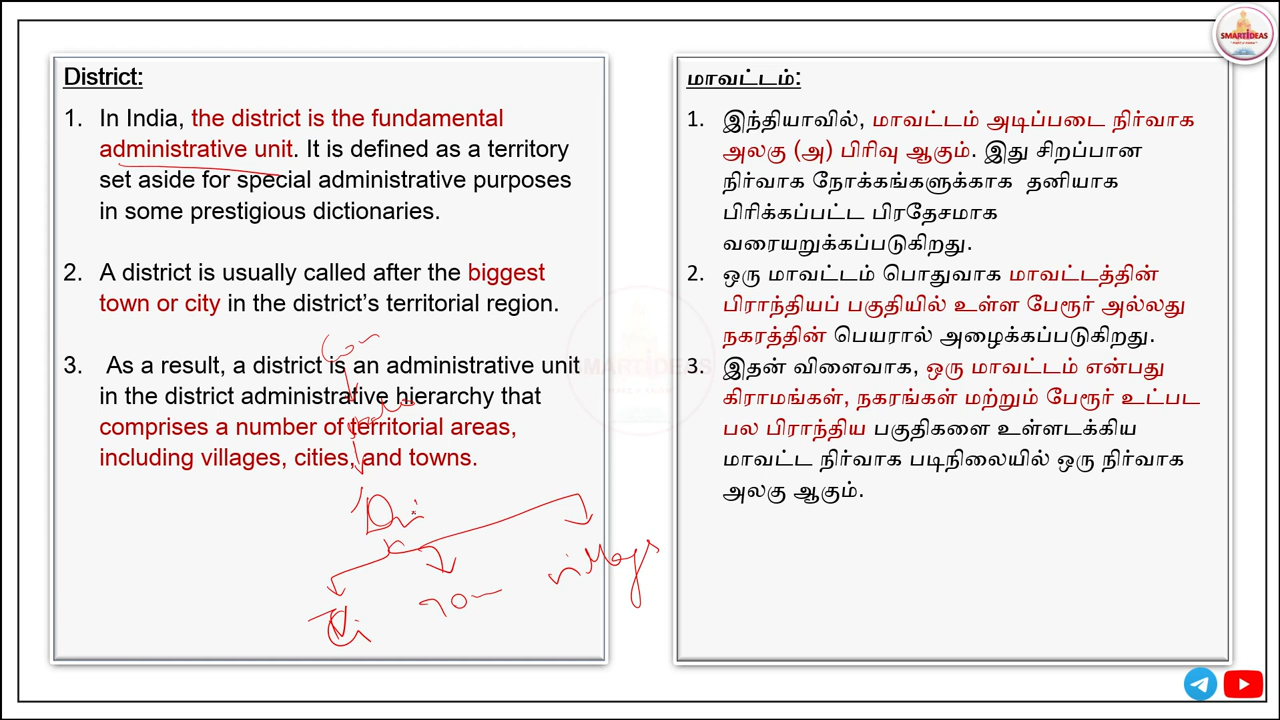 SMARTIDEAS
District:
1. In India, the district is the fundamental
administrative unit. It is defined as a territory
set aside for special administrative purposes
in some prestigious dictionaries.
2. A district is usually called after the biggest
town or city in the district's territorial region.
3. As a result, a district is an administrative unit
in the district administrative hierarchy that
comprises a number of territorial areas,
including villages, cities, and towns.
villages
மாவட்டம்:
1. இந்தியாவில், மாவட்டம் அடிப்படை நிர்வாக
அலகு (அ) பிரிவு ஆகும். இது சிறப்பான
நிர்வாக நோக்கங்களுக்காக தனியாக
பிரிக்கப்பட்ட பிரதேசமாக
வரையறுக்கப்படுகிறது.
2. ஒரு மாவட்டம் பொதுவாக மாவட்டத்தின்
பிராந்தியப் பகுதியில் உள்ள பேரூர் அல்லது
நகரத்தின் பெயரால் அழைக்கப்படுகிறது.
3. இதன் விளைவாக, ஒரு மாவட்டம் என்பது
கிராமங்கள், நகரங்கள் மற்றும் பேரூர் உட்பட
பல பிராந்திய பகுதிகளை உள்ளடக்கிய
மாவட்ட நிர்வாக படிநிலையில் ஒரு நிர்வாக
அலகு ஆகும்.
SMARTIDEAS